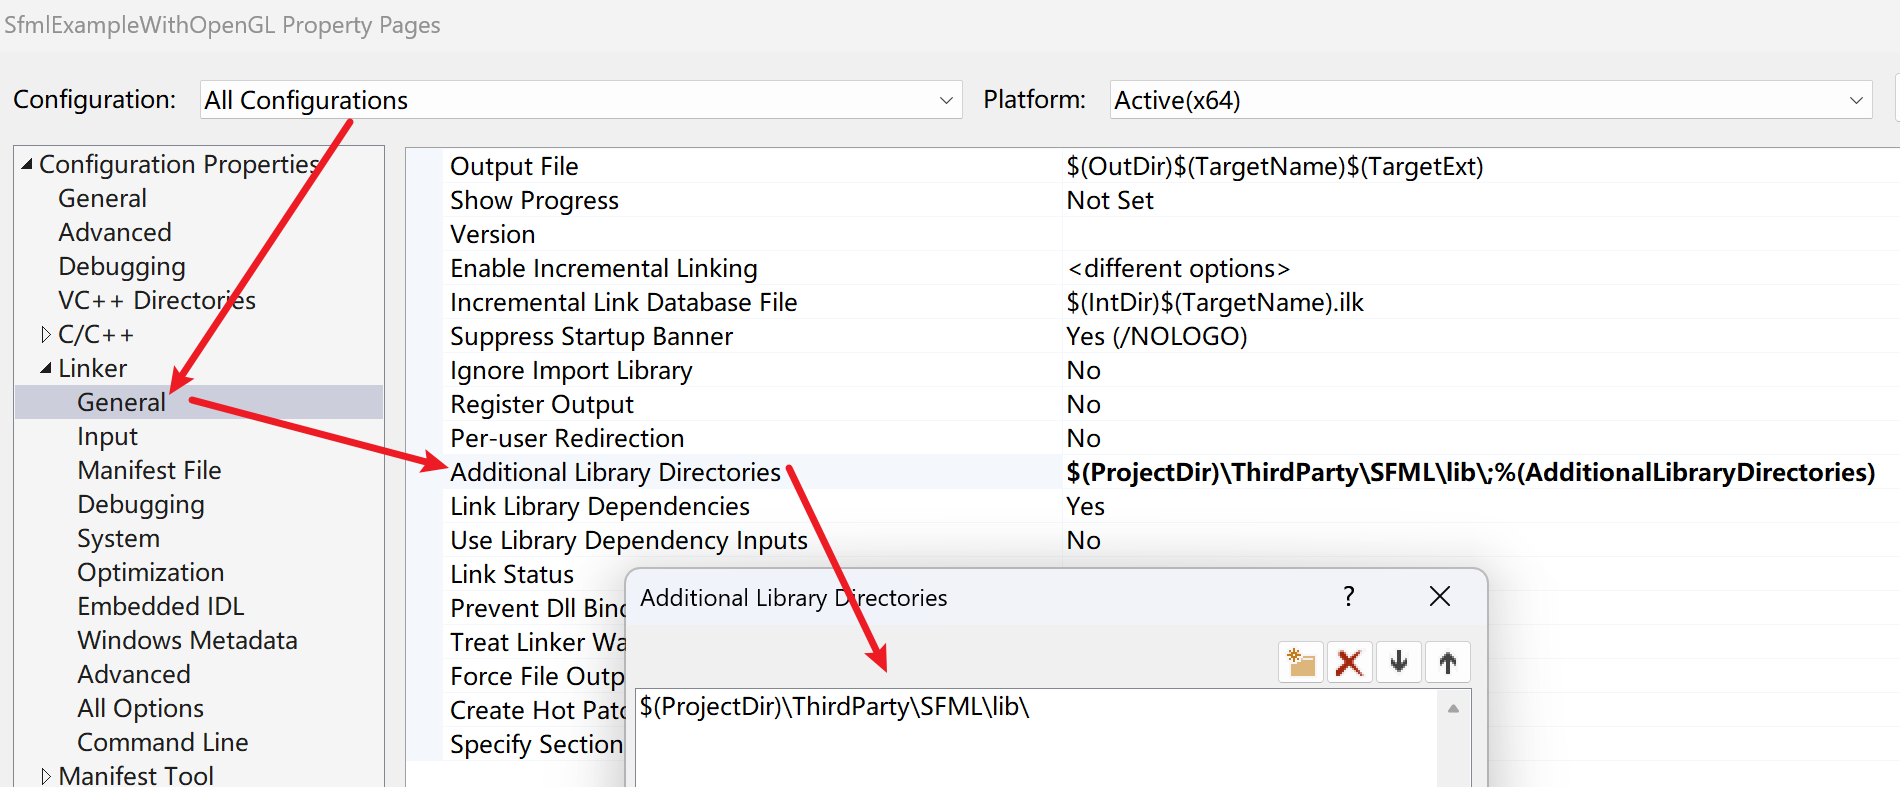 SfmlExampleWithOpenGL Property Pages
Configuration: All Configurations Platform: Active(x64)
Configuration Properties
General
Advanced
Debugging
VC++ Directories
C/C++
Linker
General
Input
Manifest File
Debugging
System
Optimization
Embedded IDL
Windows Metadata
Advanced
All Options
Command Line
Manifest Tool
Output File $(OutDir)$(TargetName)$(TargetExt)
Show Progress Not Set
Version
Enable Incremental Linking <different options>
Incremental Link Database File $(IntDir)$(TargetName).ilk
Suppress Startup Banner Yes (/NOLOGO)
Ignore Import Library No
Register Output No
Per-user Redirection No
Additional Library Directories $(ProjectDir)\ThirdParty\SFML\lib\;%(AdditionalLibraryDirectories)
Link Library Dependencies Yes
Use Library Dependency Inputs No
Link Status
Prevent Dll Bind
Treat Linker Wa
Force File Outp
Create Hot Patc
Specify Section
Additional Library Directories ?
$(ProjectDir)\ThirdParty\SFML\lib\